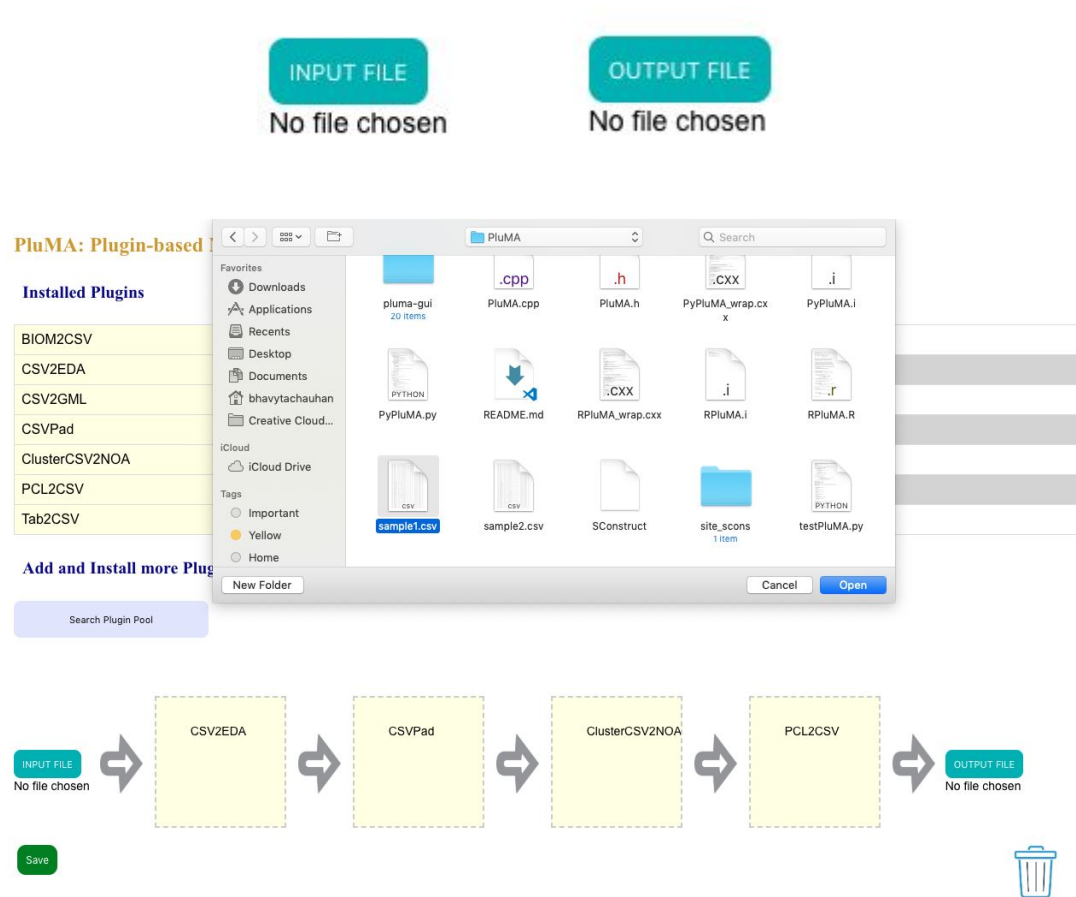 INPUT FILE
No file chosen
OUTPUT FILE
No file chosen
PluMA: Plugin-based
Installed Plugins
BIOM2CSV
CSV2EDA
CSV2GML
CSVPad
ClusterCSV2NOA
PCL2CSV
Tab2CSV
Add and Install more Plug
Search Plugin Pool
PluMA
Search
Favorites
Downloads
Applications
Recents
Desktop
Documents
bhavytachauhan
Creative Cloud...
iCloud
iCloud Drive
Tags
Important
Yellow
Home
.cpp
.h
.cxx
.i
pluma-gui
20 items
PluMA.cpp
PluMA.h
PyPluMA_wrap.cx
x
PyPluMA.i
PYTHON
.cxx
.i
.r
PyPluMA.py
README.md
RPluMA_wrap.cxx
RPluMA.i
RPluMA.R
csv
csv
PYTHON
sample1.csv
sample2.csv
SConstruct
site_scons
1 item
testPluMA.py
New Folder
Cancel
Open
INPUT FILE
No file chosen
CSV2EDA
CSVPad
ClusterCSV2NOA
PCL2CSV
OUTPUT FILE
No file chosen
Save